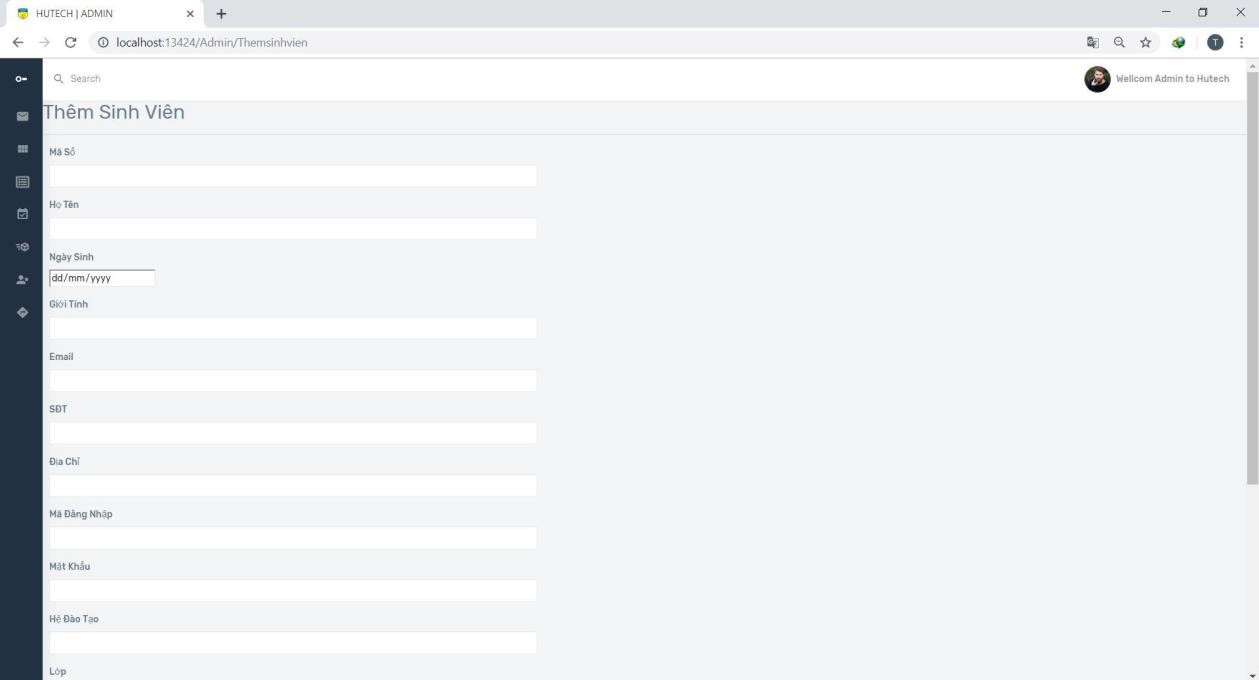 HUTECH | ADMIN
localhost:13424/Admin/Themsinhvien
T
Search
Wellcom Admin to Hutech
Thêm Sinh Viên
Mã Số
Họ Tên
Ngày Sinh
dd/mm/yyyy
Giới Tính
Email
SĐT
Địa Chỉ
Mã Đăng Nhập
Mật Khẩu
Hệ Đào Tạo
Lớp